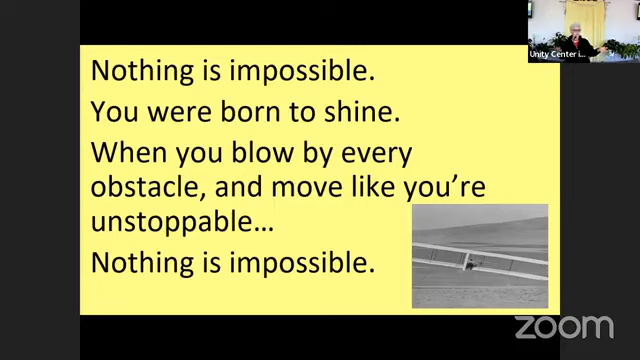 Unity Center i...
Nothing is impossible.
You were born to shine.
When you blow by every
obstacle, and move like you're
unstoppable…
Nothing is impossible.
zoom